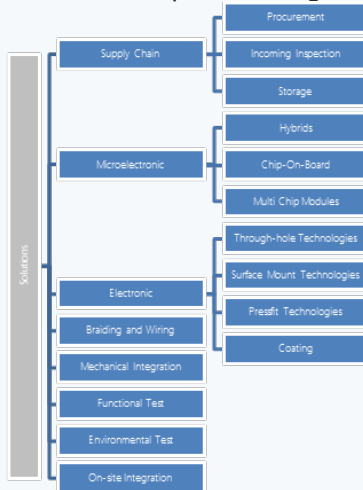 Solutions
Supply Chain
Procurement
Incoming Inspection
Storage
Microelectronic
Hybrids
Chip-On-Board
Multi Chip Modules
Electronic
Through-hole Technologies
Surface Mount Technologies
Pressfit Technologies
Coating
Braiding and Wiring
Mechanical Integration
Functional Test
Environmental Test
On-site Integration